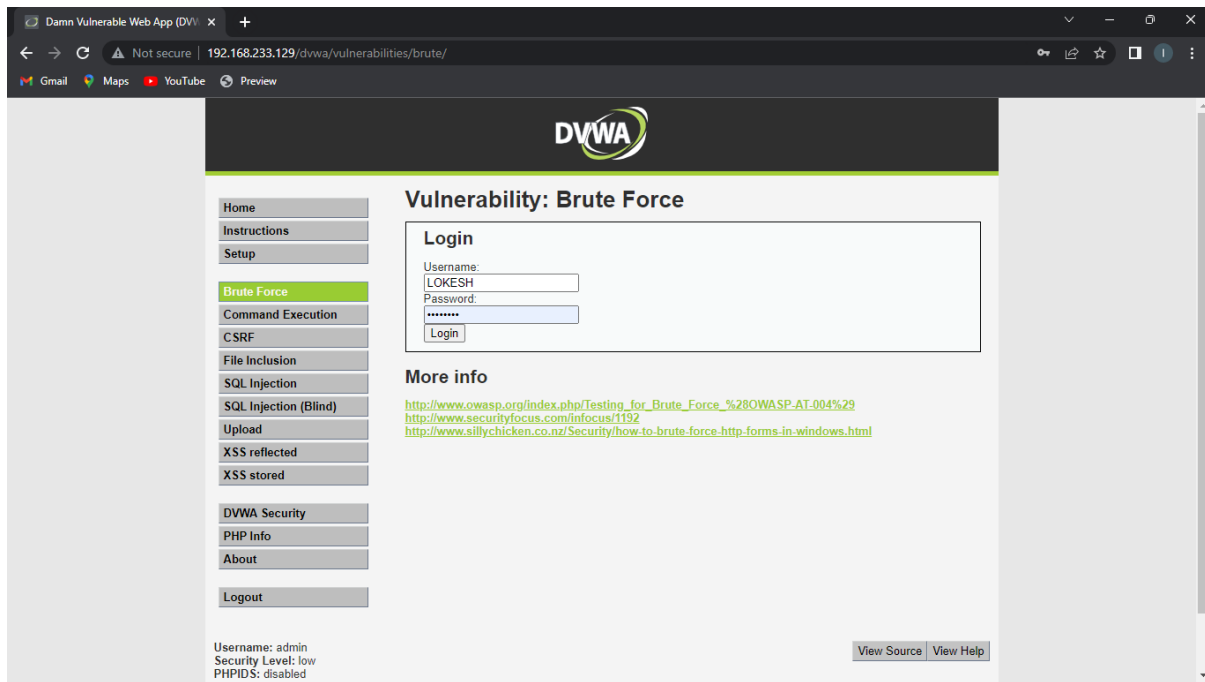 Damn Vulnerable Web App (DVW
Not secure | 192.168.233.129/dvwa/vulnerabilities/brute/
I
Gmail Maps YouTube Preview
DVWA
Home
Instructions
Setup
Brute Force
Command Execution
CSRF
File Inclusion
SQL Injection
SQL Injection (Blind)
Upload
XSS reflected
XSS stored
DVWA Security
PHP Info
About
Logout
Vulnerability: Brute Force
Login
Username:
LOKESH
Password:
••••••••
Login
More info
http://www.owasp.org/index.php/Testing_for_Brute_Force_%28OWASP-AT-004%29
http://www.securityfocus.com/infocus/1192
http://www.sillychicken.co.nz/Security/how-to-brute-force-http-forms-in-windows.html
Username: admin
Security Level: low
PHPIDS: disabled
View Source View Help